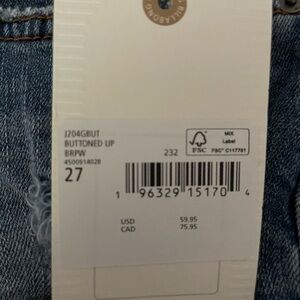 BILLABONG
J204GBUT
BUTTONED UP
BRPW
4500914028
27
232
FSC
MIX
Label
FSC® C117781
1 96329 15170 4
USD 59.95
CAD 75.95